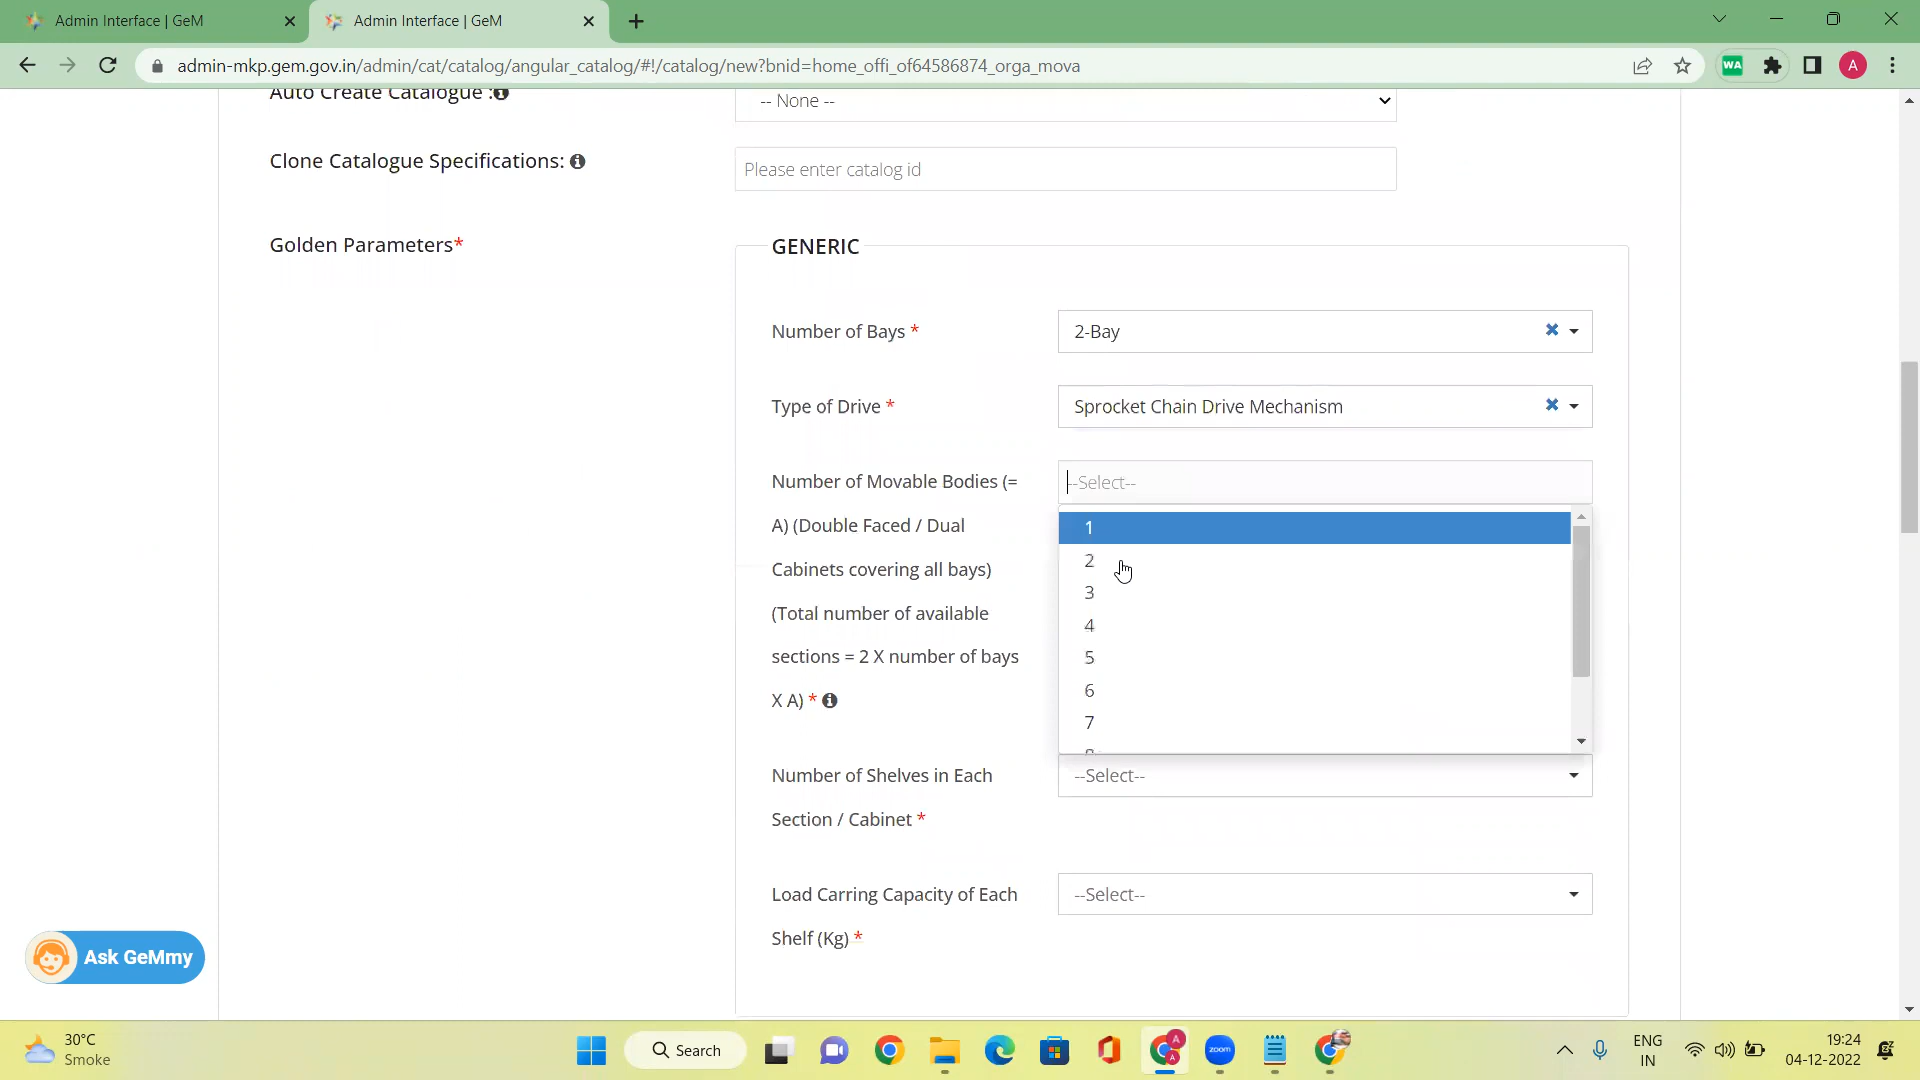 Admin Interface | GeM
Admin Interface | GeM
admin-mkp.gem.gov.in/admin/cat/catalog/angular_catalog/#!/catalog/new?bnid=home_offi_of64586874_orga_mova
WA
A
Auto Create Catalogue :
-- None --
Clone Catalogue Specifications:
Please enter catalog id
Golden Parameters*
GENERIC
Number of Bays *
2-Bay
Type of Drive *
Sprocket Chain Drive Mechanism
Number of Movable Bodies (=
A) (Double Faced / Dual
Cabinets covering all bays)
(Total number of available
sections = 2 X number of bays
X A) *
--Select--
1
2
3
4
5
6
7
Number of Shelves in Each
Section / Cabinet *
--Select--
Load Carring Capacity of Each
Shelf (Kg) *
--Select--
Ask GeMmy
30°C
Smoke
Search
A
A
zoom
ENG
IN
19:24
04-12-2022